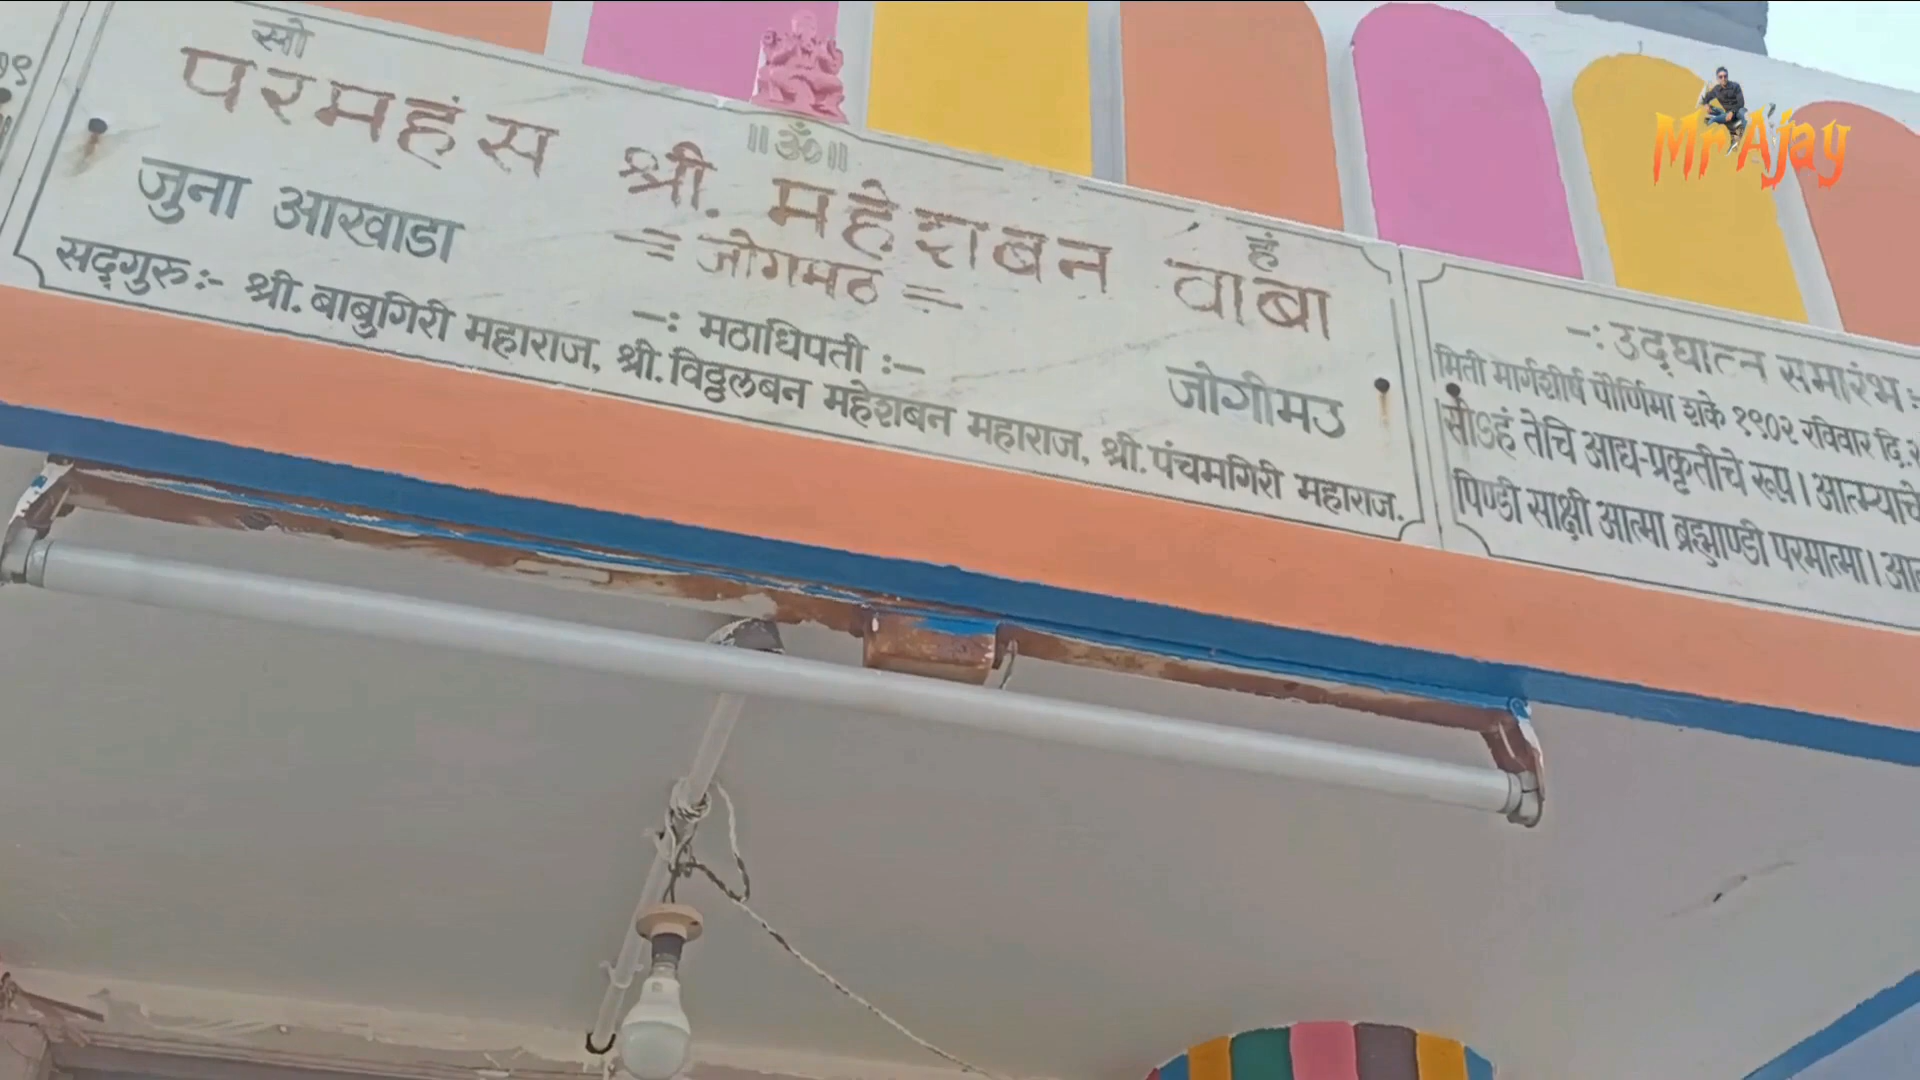 सो
परमहंस श्री. महेशबन बाबा
॥ॐ॥
हं
जुना आखाडा
= जोगमठ =
जोगीमउ
-: मठाधिपती :-
सद्गुरु:- श्री. बाबुगिरी महाराज, श्री. विठ्ठलबन महेशबन महाराज, श्री. पंचमगिरी महाराज.
-: उद्घाटन समारंभ :
मिती मार्गशीर्ष पौर्णिमा शके १९०२ रविवार दि.
सोऽहं तेचि आद्य-प्रकृतीचे रूप। आत्म्याचे
पिण्डी साक्षी आत्मा ब्रह्माण्डी परमात्मा।
Mr Ajay